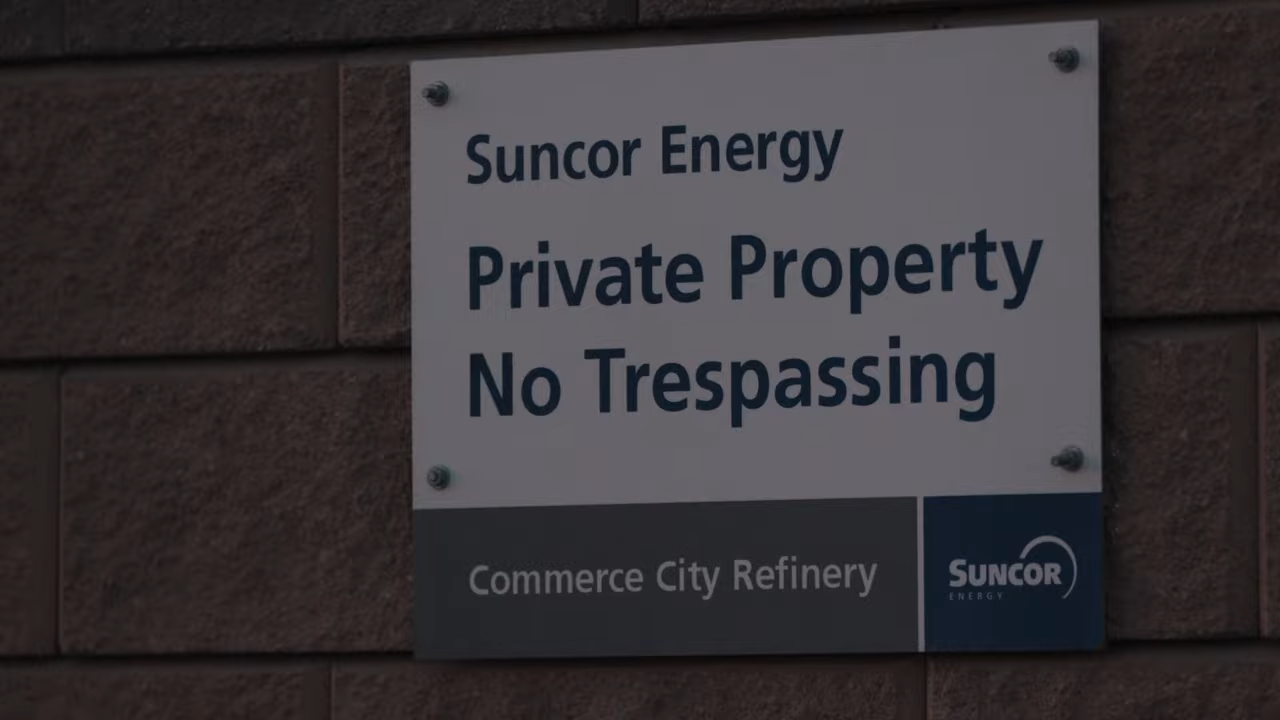 Suncor Energy
Private Property
No Trespassing
Commerce City Refinery
SUNCOR
ENERGY